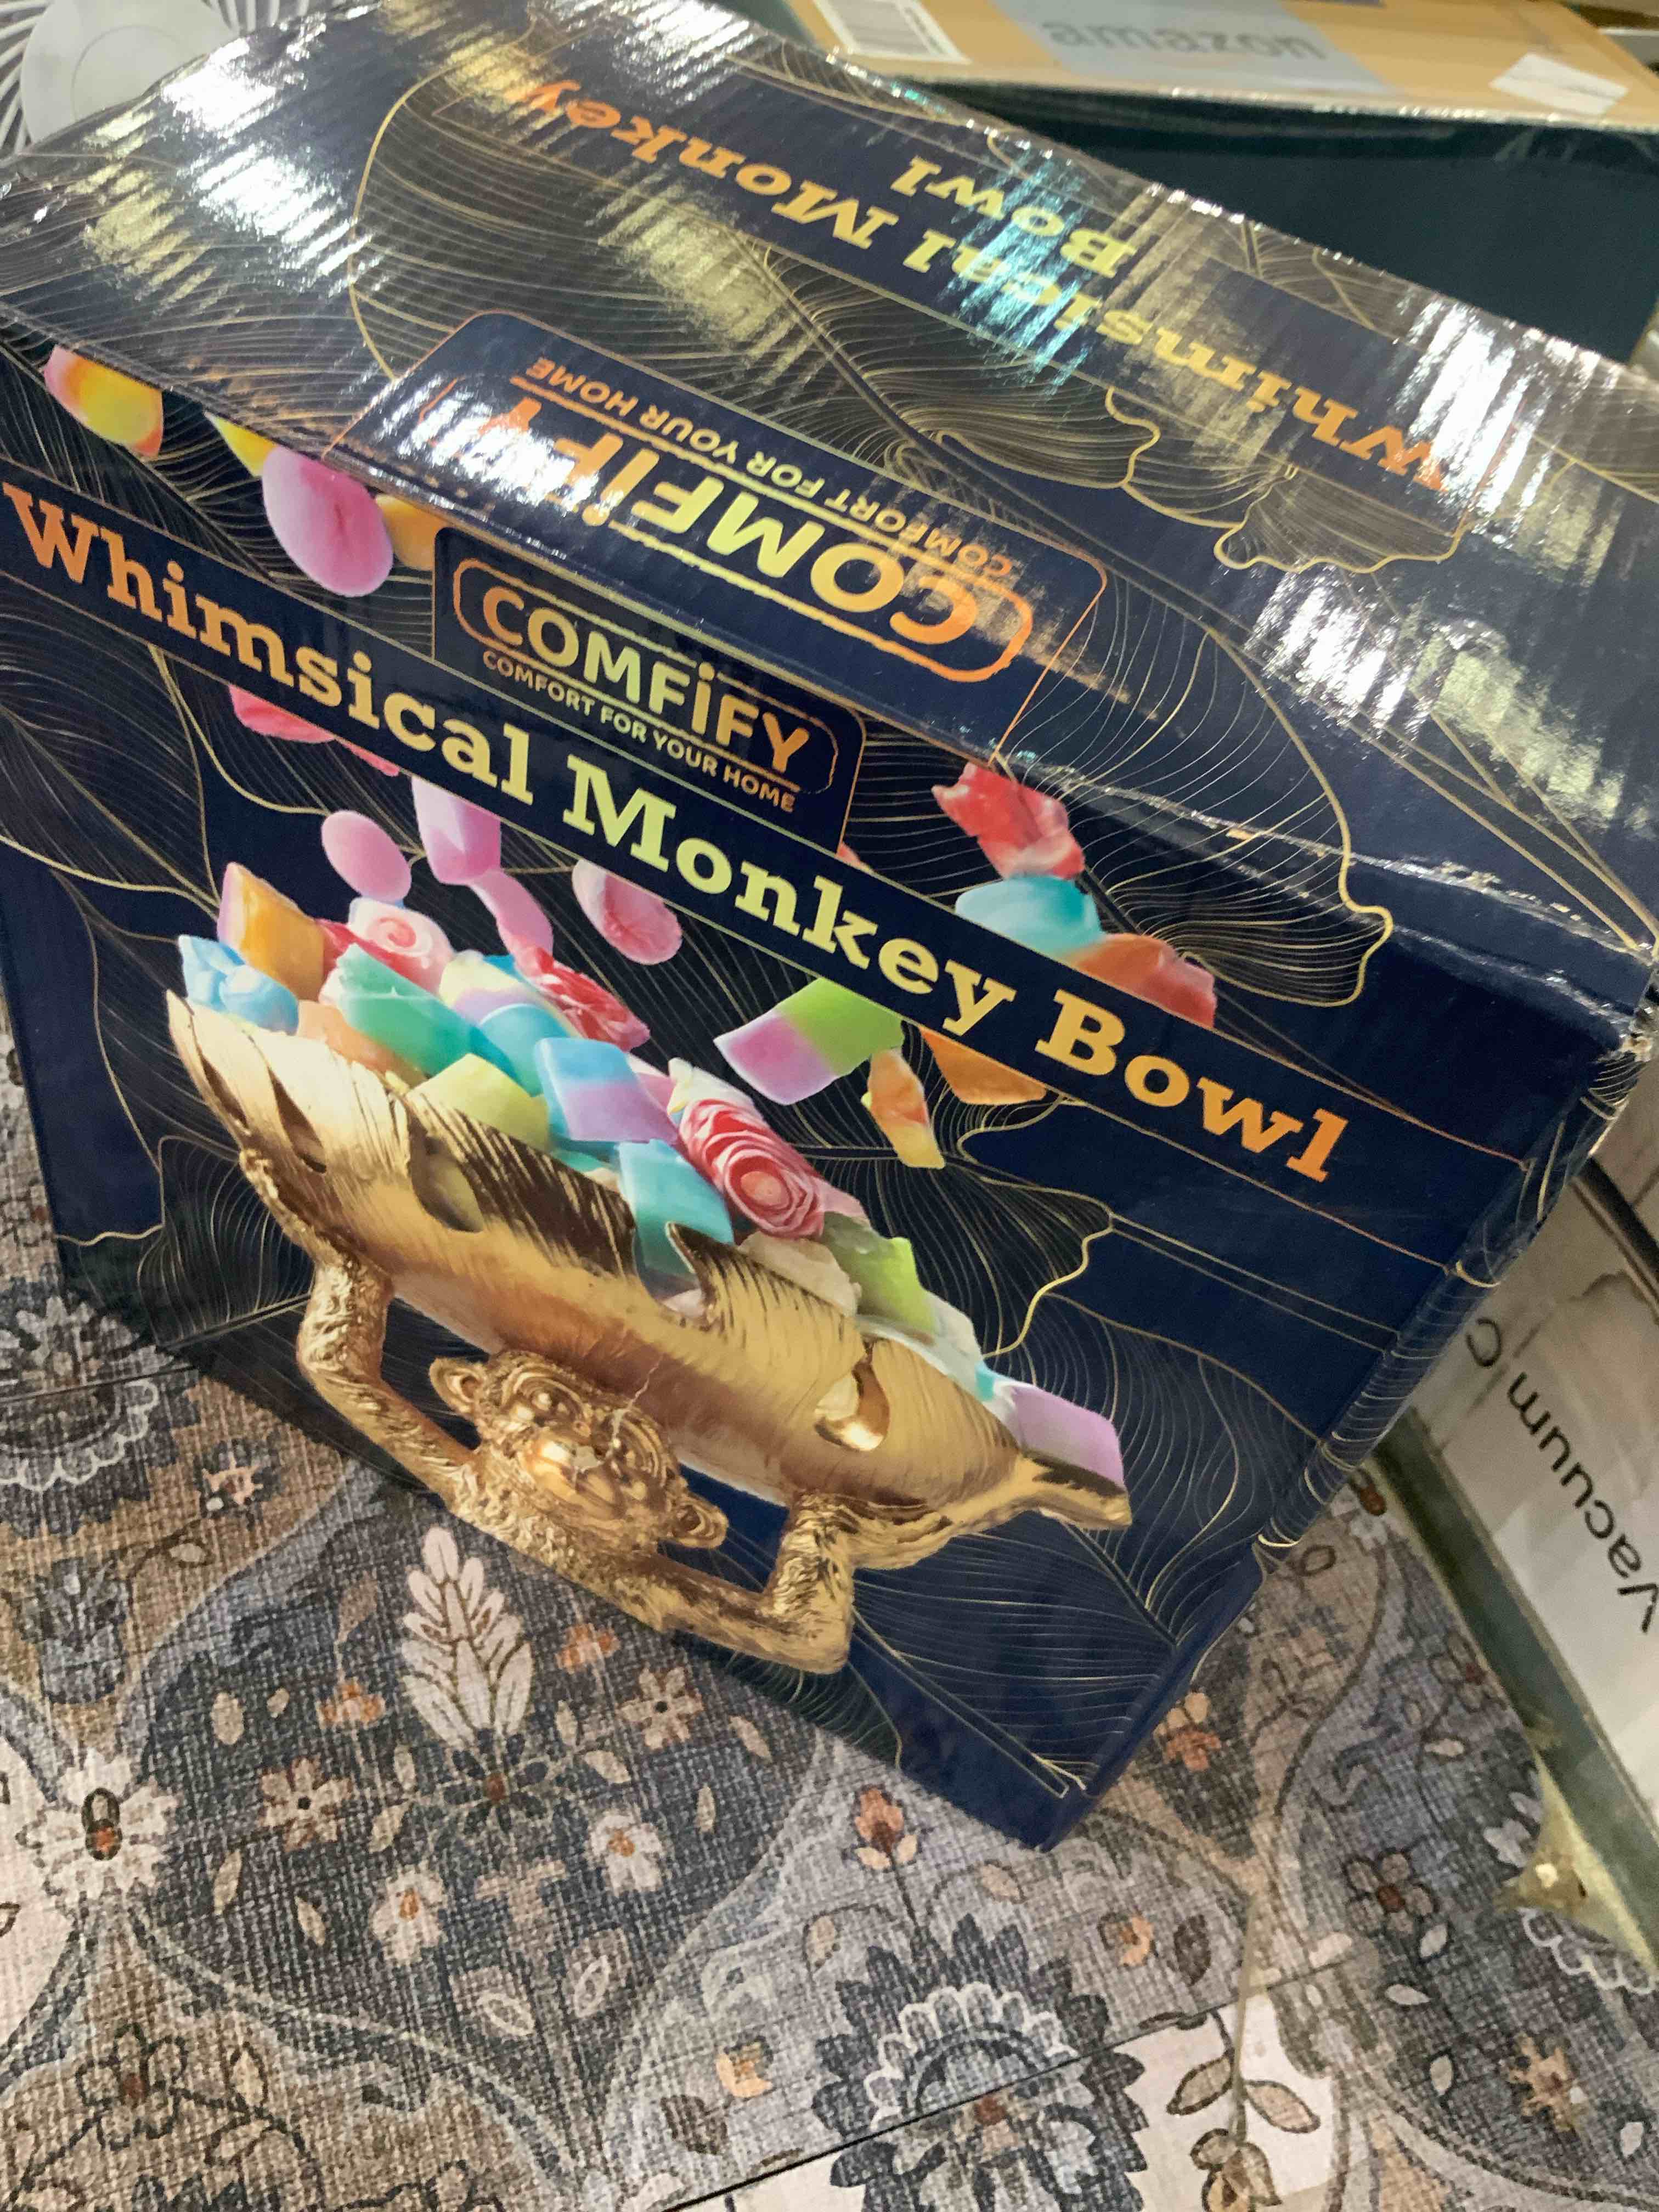 amazon
Whimsical Monkey
Bowl
COMFiFY
COMFORT FOR YOUR HOME
COMFiFY
COMFORT FOR YOUR HOME
Whimsical Monkey Bowl
Vacuum C